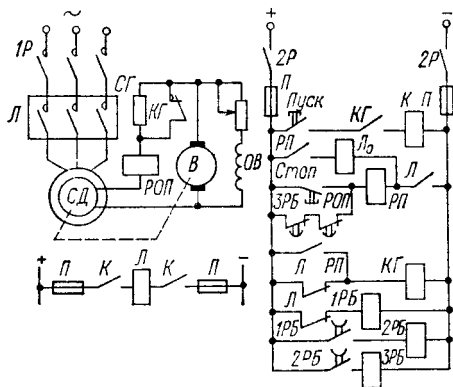 ~
1Р
СГ
Л
КГ
РОП
СД
В
ОВ
+
П
К
Л
К
П
−
+
−
2Р
2Р
П
П
Пуск
КГ
К
РП
Л₀
Стоп
РОП
Л
3РБ
РП
Л
РП
КГ
Л
1РБ
1РБ
2РБ
2РБ
3РБ